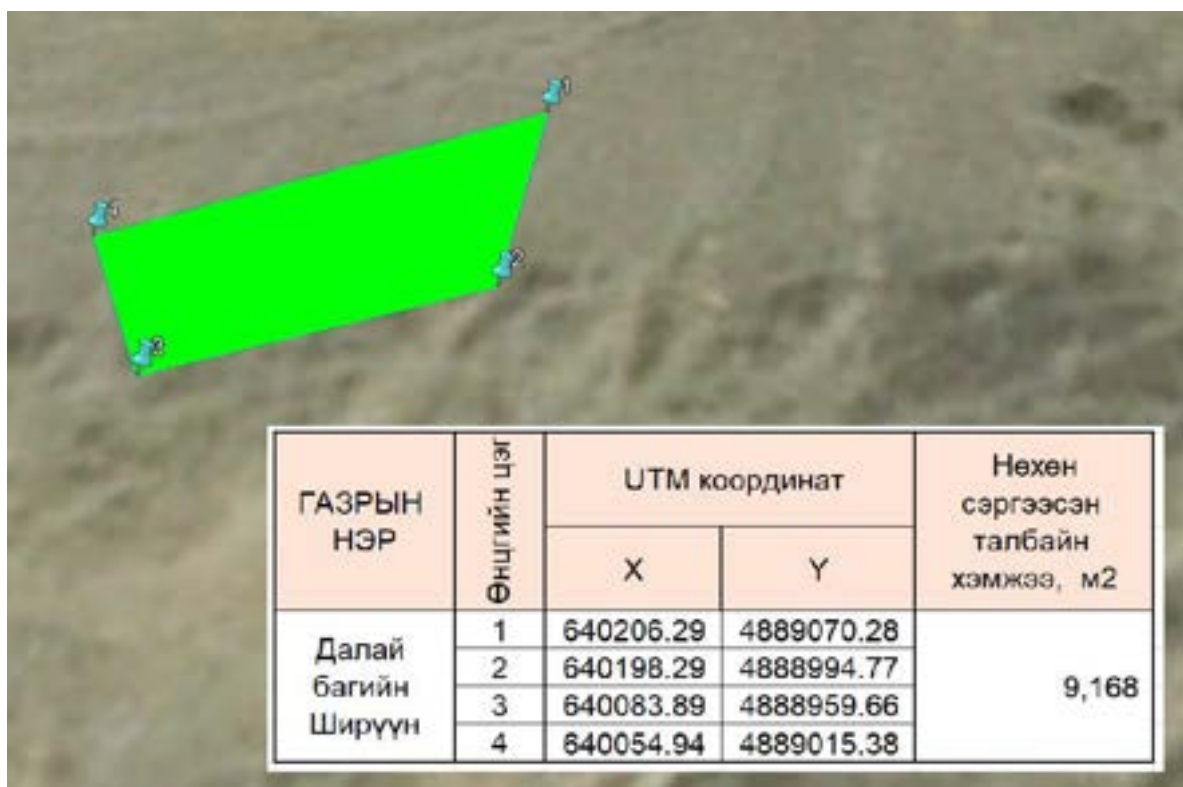 1
2
3
ГАЗРЫН
НЭР
Өнцгийн цэг
UTM координат
X
Y
Нөхөн
сэргээсэн
талбайн
хэмжээ, м2
Далай
багийн
Ширүүн
1 640206.29 4889070.28
2 640198.29 4888994.77
3 640083.89 4888959.66
4 640054.94 4889015.38
9,168